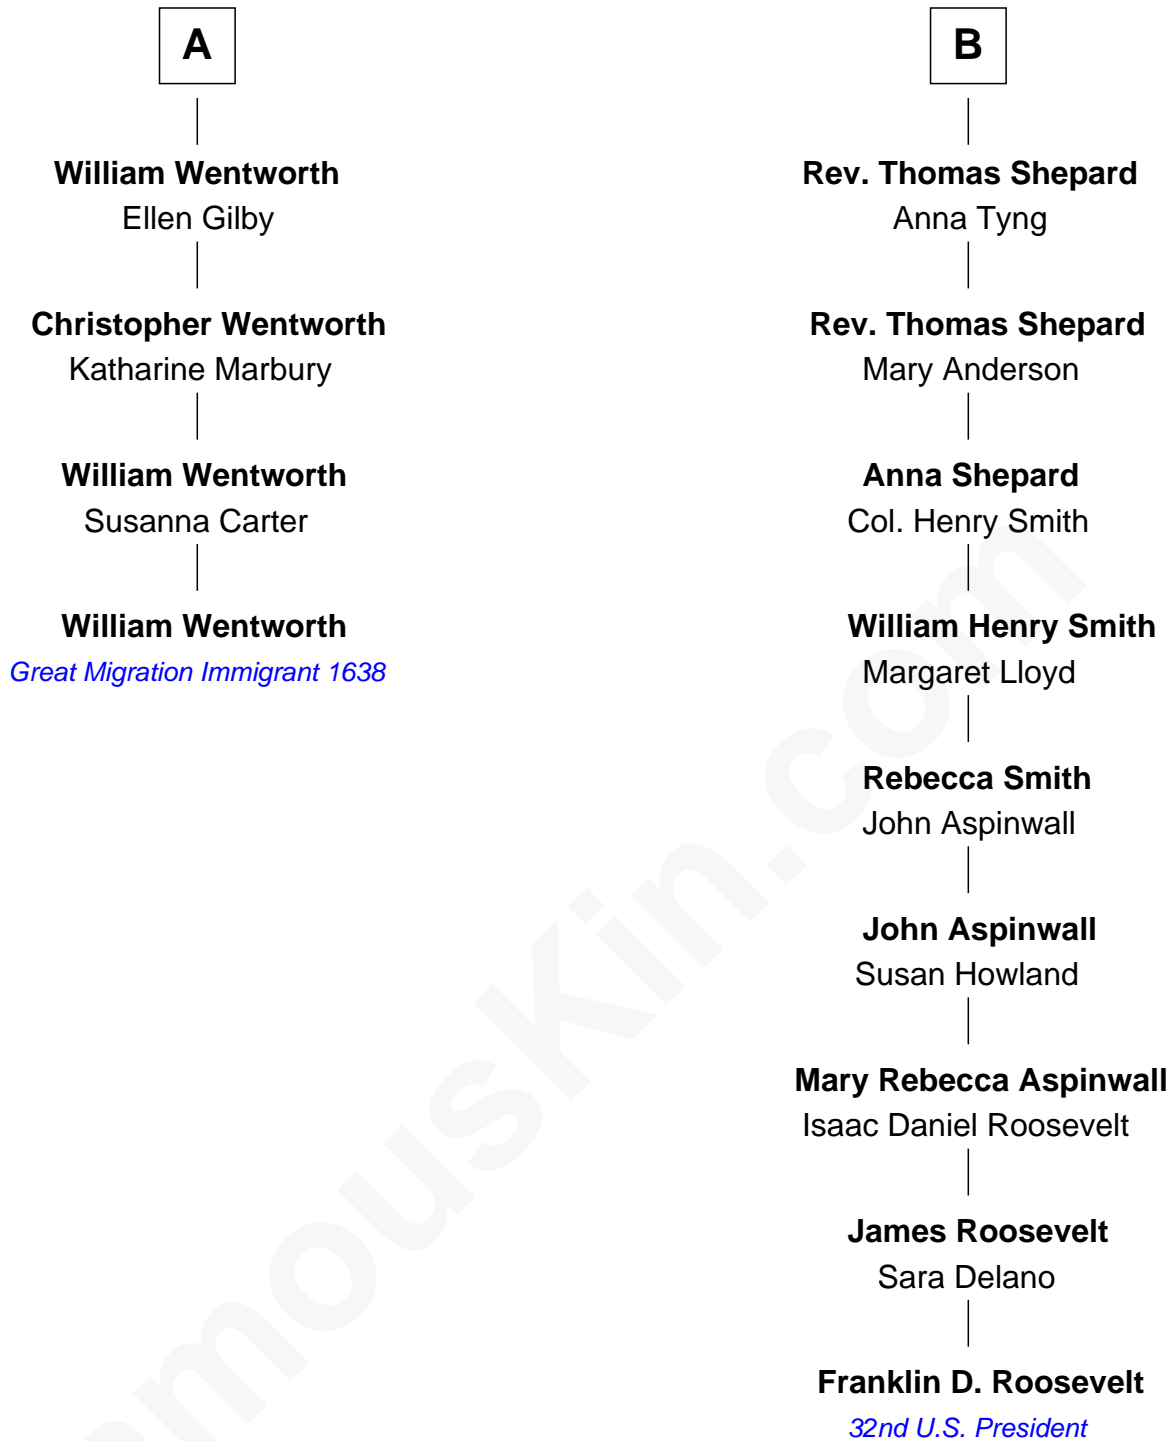 A
William Wentworth
Ellen Gilby
Christopher Wentworth
Katharine Marbury
William Wentworth
Susanna Carter
William Wentworth
Great Migration Immigrant 1638
B
Rev. Thomas Shepard
Anna Tyng
Rev. Thomas Shepard
Mary Anderson
Anna Shepard
Col. Henry Smith
William Henry Smith
Margaret Lloyd
Rebecca Smith
John Aspinwall
John Aspinwall
Susan Howland
Mary Rebecca Aspinwall
Isaac Daniel Roosevelt
James Roosevelt
Sara Delano
Franklin D. Roosevelt
32nd U.S. President
amouskin.com